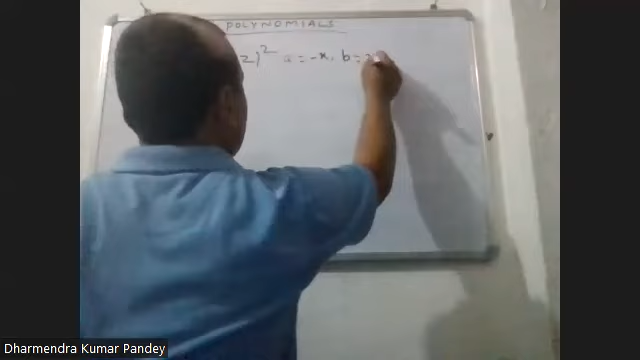 POLYNOMIALS
z)² a = -x, b =
Dharmendra Kumar Pandey